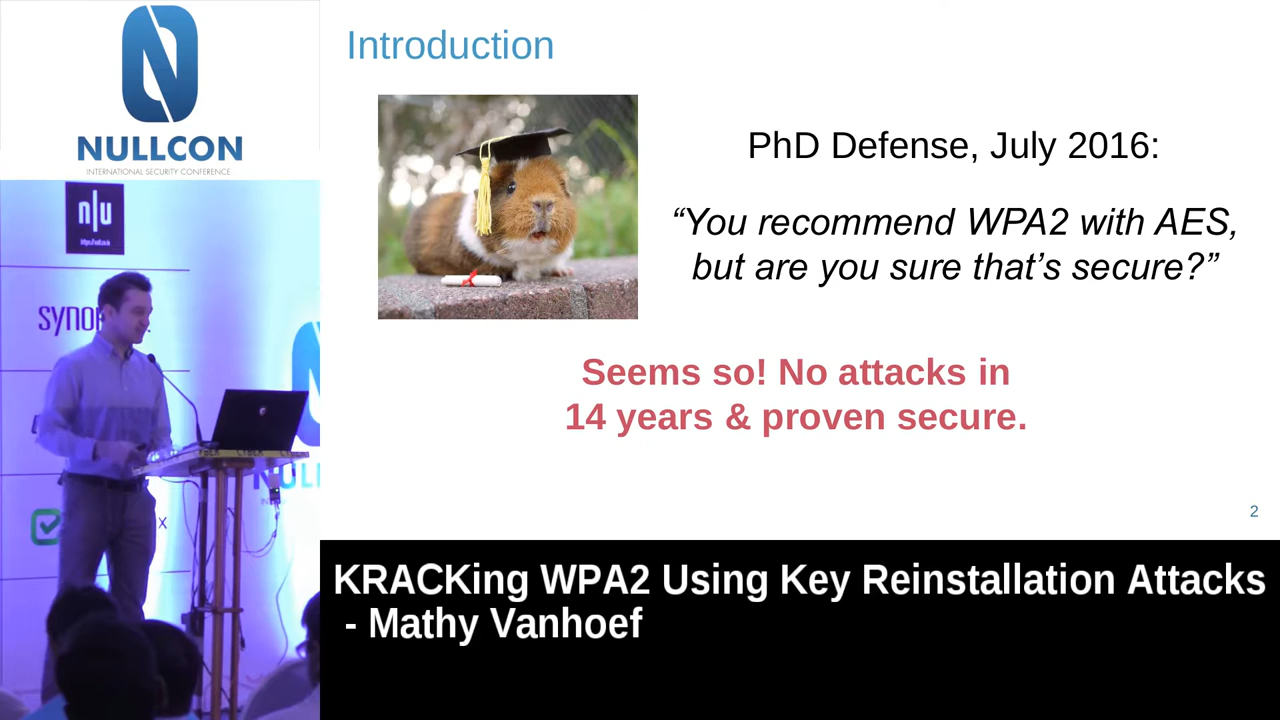 NULLCON
INTERNATIONAL SECURITY CONFERENCE
n|u
Introduction
PhD Defense, July 2016:
“You recommend WPA2 with AES,
but are you sure that’s secure?”
Seems so! No attacks in
14 years & proven secure.
2
KRACKing WPA2 Using Key Reinstallation Attacks
- Mathy Vanhoef